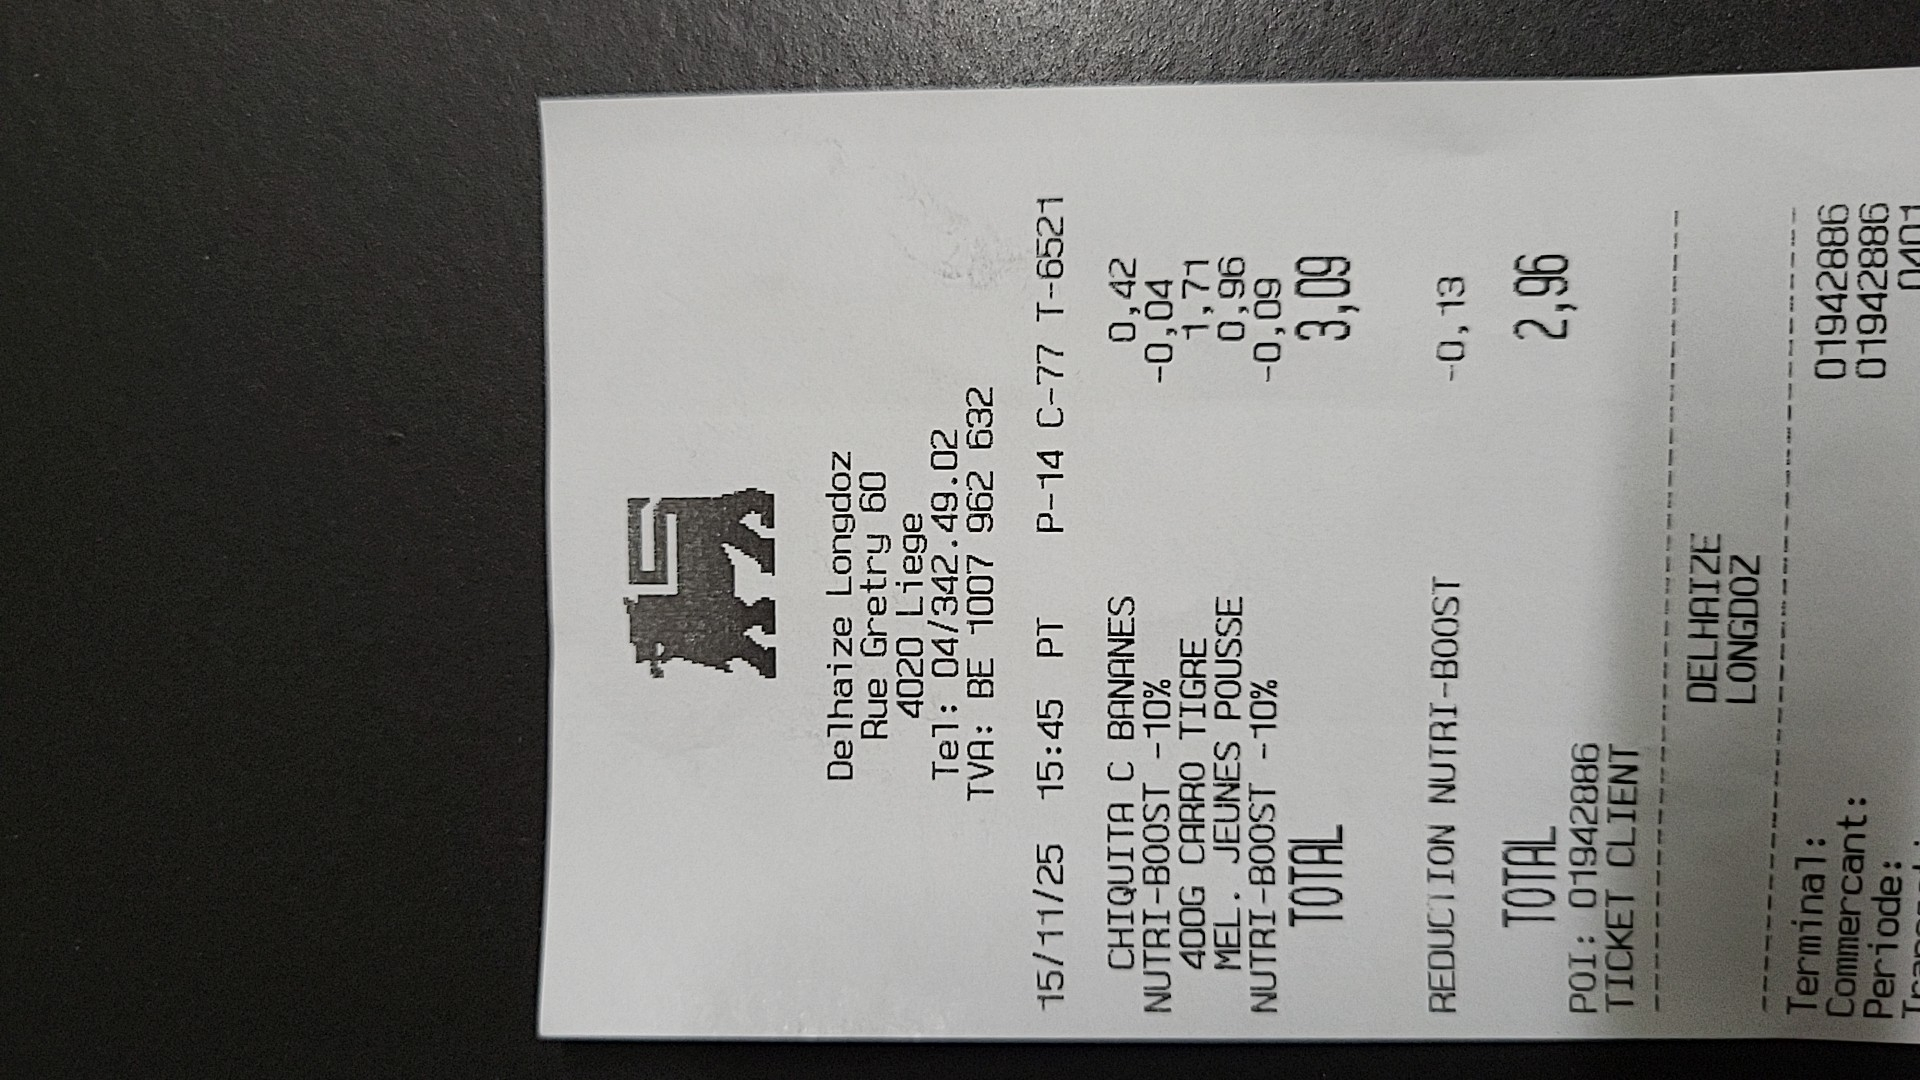 Delhaize Longdoz
Rue Gretry 60
4020 Liege
Tel: 04/342.49.02
TVA: BE 1007 962 632
15/11/25 15:45 PT P-14 C-77 T-6521
CHIQUITA C BANANES 0,42
NUTRI-BOOST -10% -0,04
400G CARRO TIGRE 1,71
MEL. JEUNES POUSSE 0,96
NUTRI-BOOST -10% -0,09
TOTAL 3,09
REDUCTION NUTRI-BOOST -0,13
TOTAL 2,96
POI: 01942886
TICKET CLIENT
--------------------------------
DELHAIZE
LONGDOZ
--------------------------------
Terminal: 01942886
Commercant: 01942886
Periode: 0401